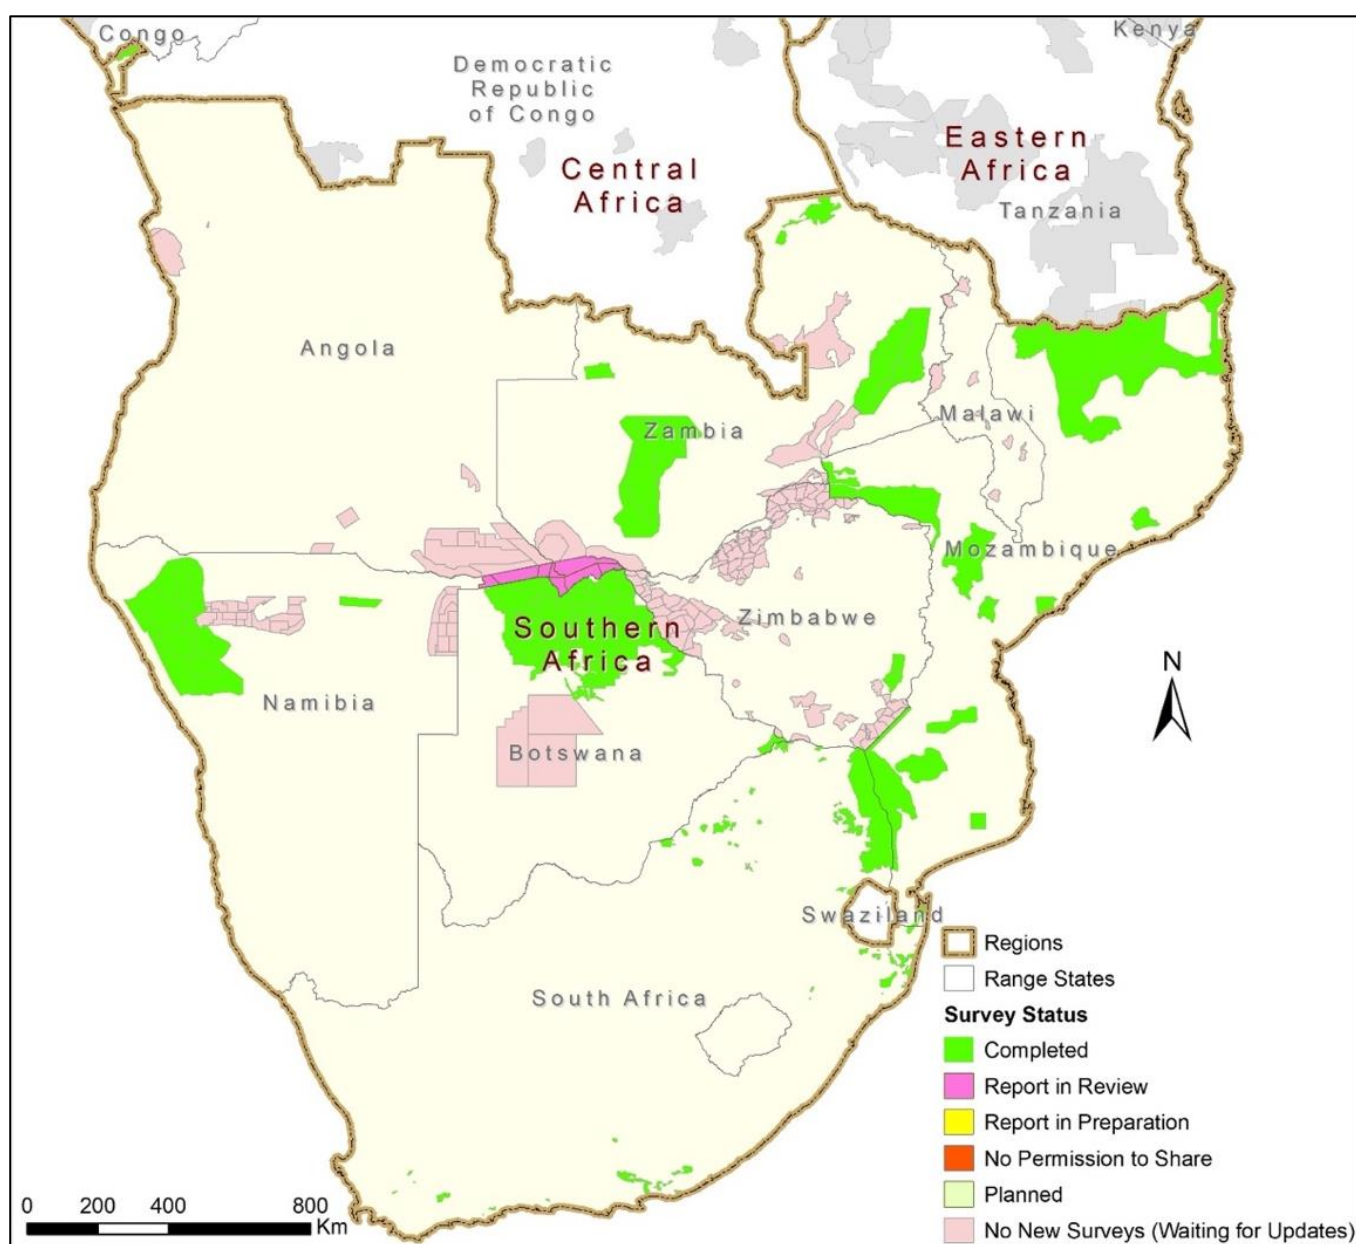 Congo
Kenya
Democratic
Republic
of Congo
Eastern
Africa
Central
Africa
Tanzania
Angola
Malawi
Zambia
Mozambique
Zimbabwe
Southern
Africa
Namibia
Botswana
N
Swaziland
South Africa
Regions
Range States
Survey Status
Completed
Report in Review
Report in Preparation
No Permission to Share
Planned
No New Surveys (Waiting for Updates)
0 200 400 800
Km